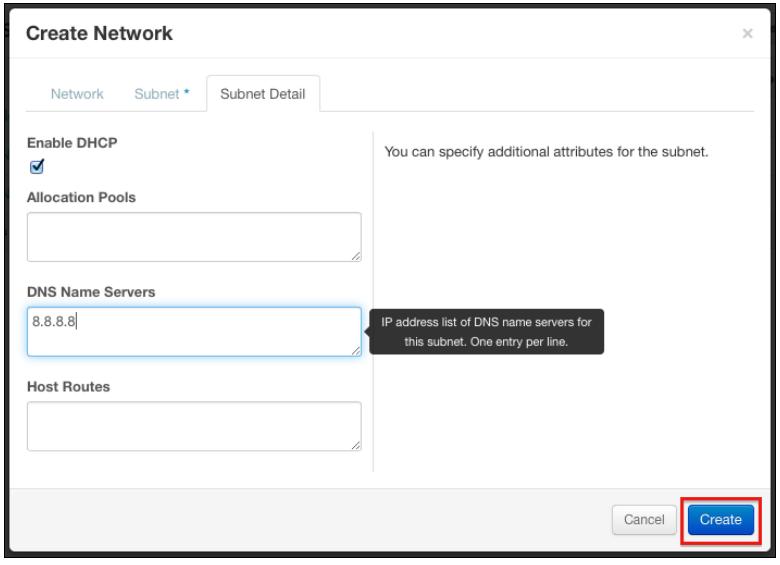 Create Network
×
Network Subnet * Subnet Detail
Enable DHCP
You can specify additional attributes for the subnet.
Allocation Pools
DNS Name Servers
8.8.8.8
IP address list of DNS name servers for
this subnet. One entry per line.
Host Routes
Cancel Create